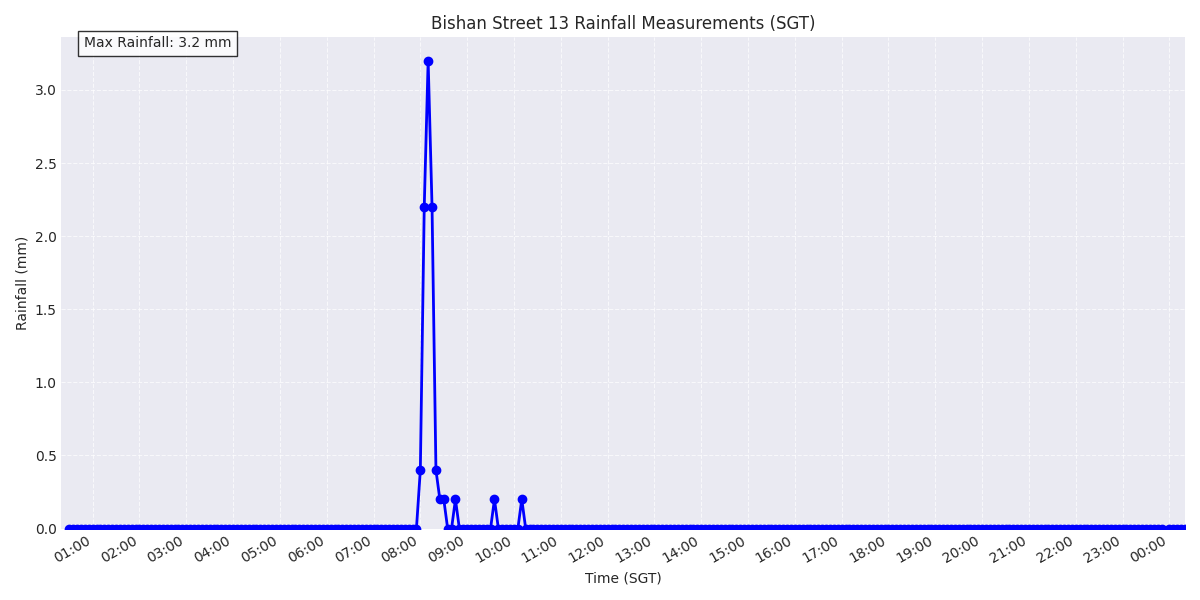 Bishan Street 13 Rainfall Measurements (SGT)
Max Rainfall: 3.2 mm
Rainfall (mm)
3.0
2.5
2.0
1.5
1.0
0.5
0.0
01:00 02:00 03:00 04:00 05:00 06:00 07:00 08:00 09:00 10:00 11:00 12:00 13:00 14:00 15:00 16:00 17:00 18:00 19:00 20:00 21:00 22:00 23:00 00:00
Time (SGT)